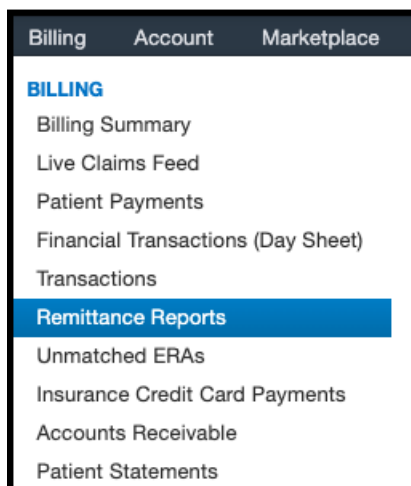 Billing Account Marketplace
BILLING
Billing Summary
Live Claims Feed
Patient Payments
Financial Transactions (Day Sheet)
Transactions
Remittance Reports
Unmatched ERAs
Insurance Credit Card Payments
Accounts Receivable
Patient Statements